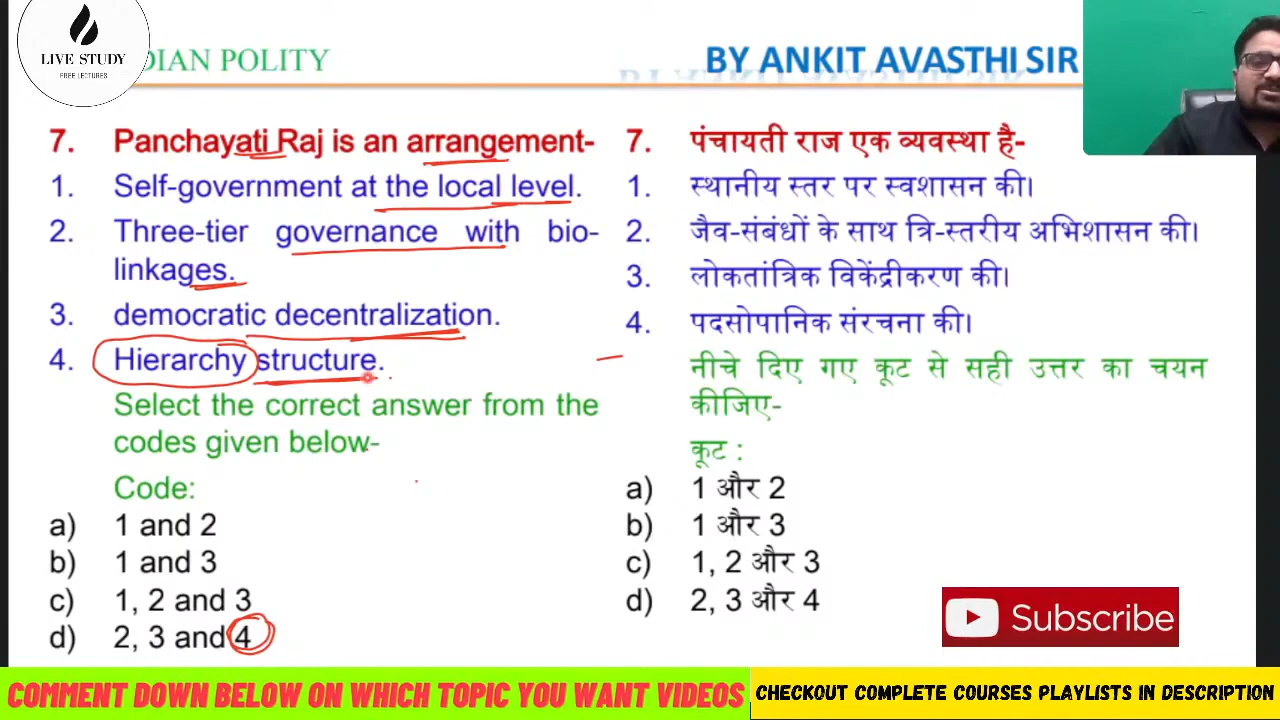 LIVE STUDY
FREE LECTURES
DIAN POLITY
BY ANKIT AVASTHI SIR
7. Panchayati Raj is an arrangement-
1. Self-government at the local level.
2. Three-tier governance with bio-
linkages.
3. democratic decentralization.
4. Hierarchy structure.
Select the correct answer from the
codes given below-
Code:
a) 1 and 2
b) 1 and 3
c) 1, 2 and 3
d) 2, 3 and 4
7. पंचायती राज एक व्यवस्था है-
1. स्थानीय स्तर पर स्वशासन की।
2. जैव-संबंधों के साथ त्रि-स्तरीय अभिशासन की।
3. लोकतांत्रिक विकेंद्रीकरण की।
4. पदसोपानिक संरचना की।
नीचे दिए गए कूट से सही उत्तर का चयन
कीजिए-
कूट :
a) 1 और 2
b) 1 और 3
c) 1, 2 और 3
d) 2, 3 और 4
Subscribe
COMMENT DOWN BELOW ON WHICH TOPIC YOU WANT VIDEOS
CHECKOUT COMPLETE COURSES PLAYLISTS IN DESCRIPTION